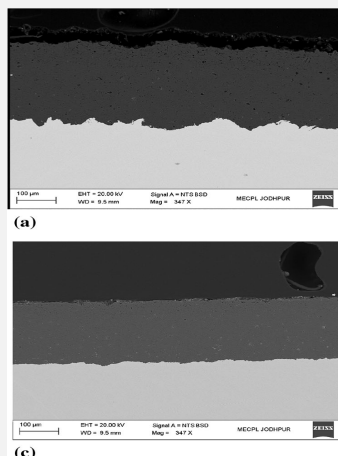 100 µm
EHT = 20.00 kV
WD = 9.5 mm
Signal A = NTS BSD
Mag = 347 X
MECPL JODHPUR
ZEISS
(a)
100 µm
EHT = 20.00 kV
WD = 9.5 mm
Signal A = NTS BSD
Mag = 347 X
MECPL JODHPUR
ZEISS
(c)